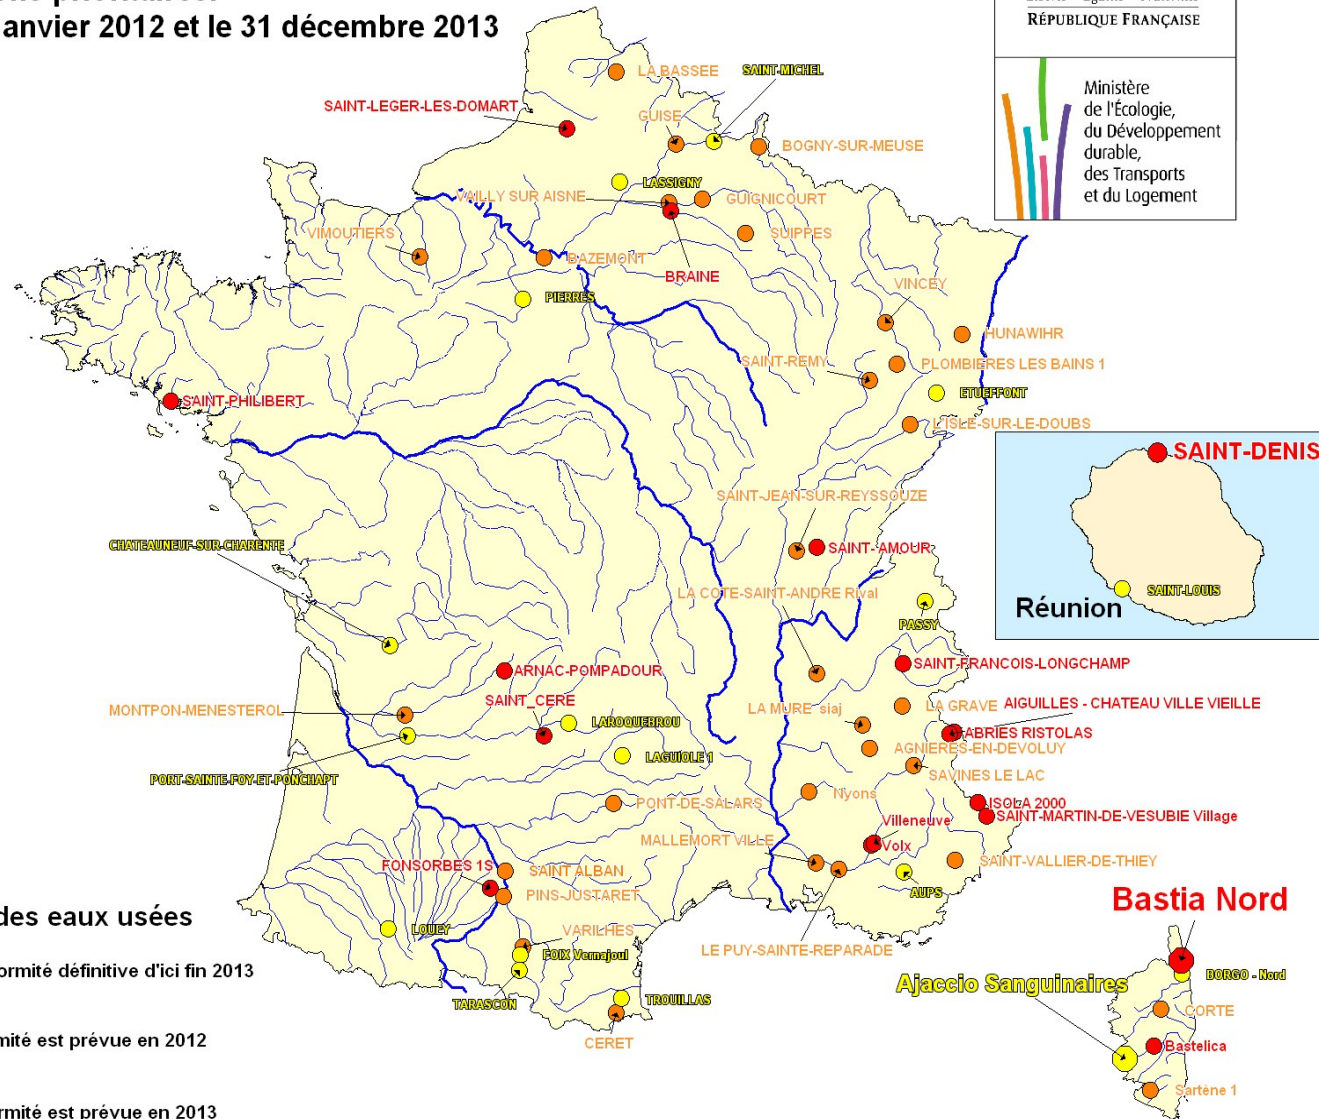 anvier 2012 et le 31 décembre 2013
RÉPUBLIQUE FRANÇAISE
Ministère
de l'Écologie,
du Développement
durable,
des Transports
et du Logement
LA BASSEE
SAINT-MICHEL
SAINT-LEGER-LES-DOMART
GUISE
BOGNY-SUR-MEUSE
LASSIGNY
VAILLY SUR AISNE
GUIGNICOURT
VIMOUTIERS
SUIPPES
BAZEMONT
BRAINE
VINCEY
PIERRES
HUNAWIHR
SAINT-REMY
PLOMBIERES LES BAINS 1
ETUEFFONT
SAINT-PHILIBERT
L'ISLE-SUR-LE-DOUBS
SAINT-DENIS
SAINT-JEAN-SUR-REYSSOUZE
CHATEAUNEUF-SUR-CHARENTE
SAINT-AMOUR
SAINT-LOUIS
Réunion
LA COTE-SAINT-ANDRE Rival
PASSY
SAINT-FRANCOIS-LONGCHAMP
ARNAC-POMPADOUR
SAINT_CERE
MONTPON-MENESTEROL
LA MURE siaj
LA GRAVE
AIGUILLES - CHATEAU VILLE VIEILLE
LAROQUEBROU
ABRIES RISTOLAS
AGNIERES-EN-DEVOLUY
LAGUIOLE 1
SAVINES LE LAC
PORT-SAINTE-FOY-ET-PONCHAPT
PONT-DE-SALARS
Nyons
ISOLA 2000
SAINT-MARTIN-DE-VESUBIE Village
Villeneuve
MALLEMORT VILLE
Volx
FONSORBES 1S
SAINT ALBAN
SAINT-VALLIER-DE-THIEY
PINS-JUSTARET
AUPS
Bastia Nord
des eaux usées
LOUEY
VARILHES
LE PUY-SAINTE-REPARADE
FOIX Vernajoul
ormité définitive d'ici fin 2013
BORGO - Nord
Ajaccio Sanguinaires
TARASCON
TROUILLAS
CORTE
mité est prévue en 2012
CERET
Bastelica
Sartène 1
rmité est prévue en 2013